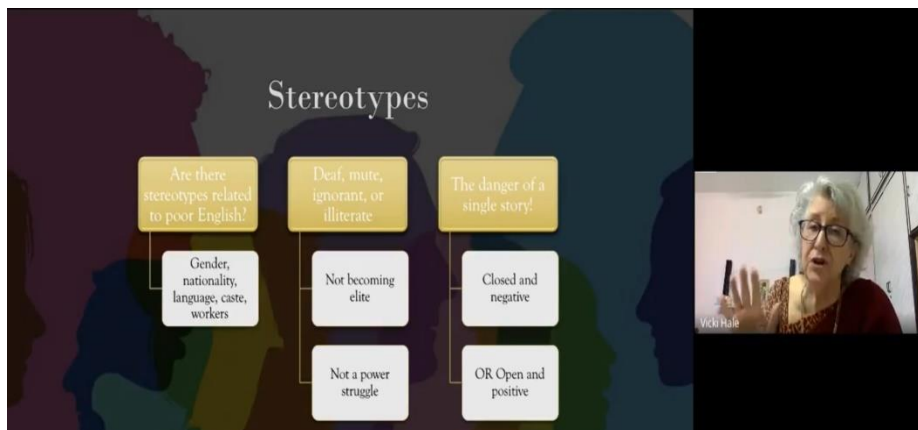 Stereotypes
Are there
stereotypes related
to poor English?
Gender,
nationality,
language, caste,
workers
Deaf, mute,
ignorant, or
illiterate
Not becoming
elite
Not a power
struggle
The danger of a
single story!
Closed and
negative
OR Open and
positive
Vicki Hale